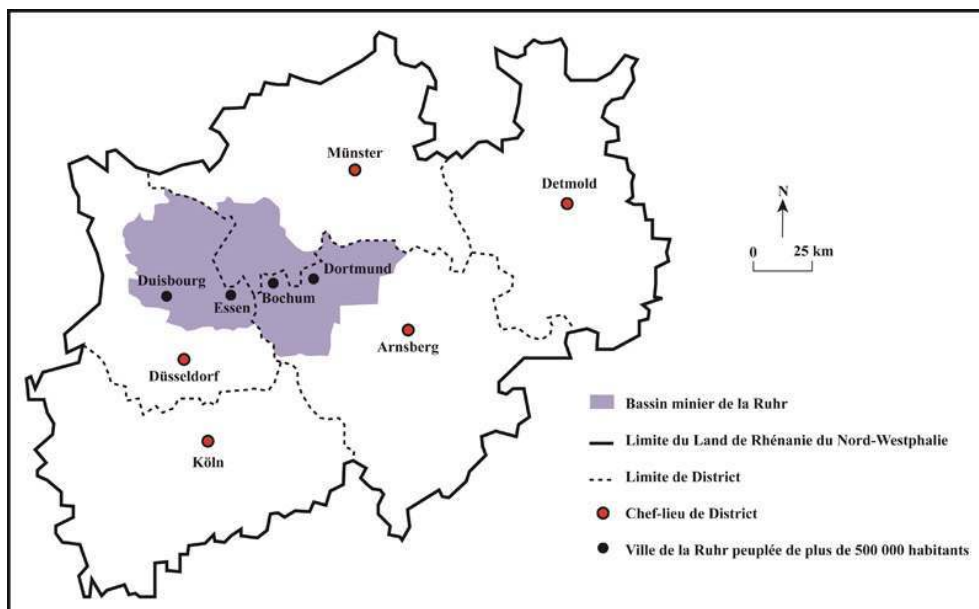 Münster
Detmold
N
0 25 km
Duisbourg
Dortmund
Essen
Bochum
Arnsberg
Düsseldorf
Köln
Bassin minier de la Ruhr
Limite du Land de Rhénanie du Nord-Westphalie
Limite de District
Chef-lieu de District
Ville de la Ruhr peuplée de plus de 500 000 habitants